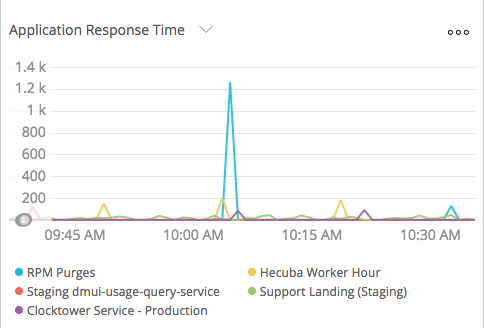 Application Response Time
1.4 k
1.2 k
1 k
800
600
400
200
09:45 AM 10:00 AM 10:15 AM 10:30 AM
RPM Purges Hecuba Worker Hour
Staging dmui-usage-query-service Support Landing (Staging)
Clocktower Service - Production